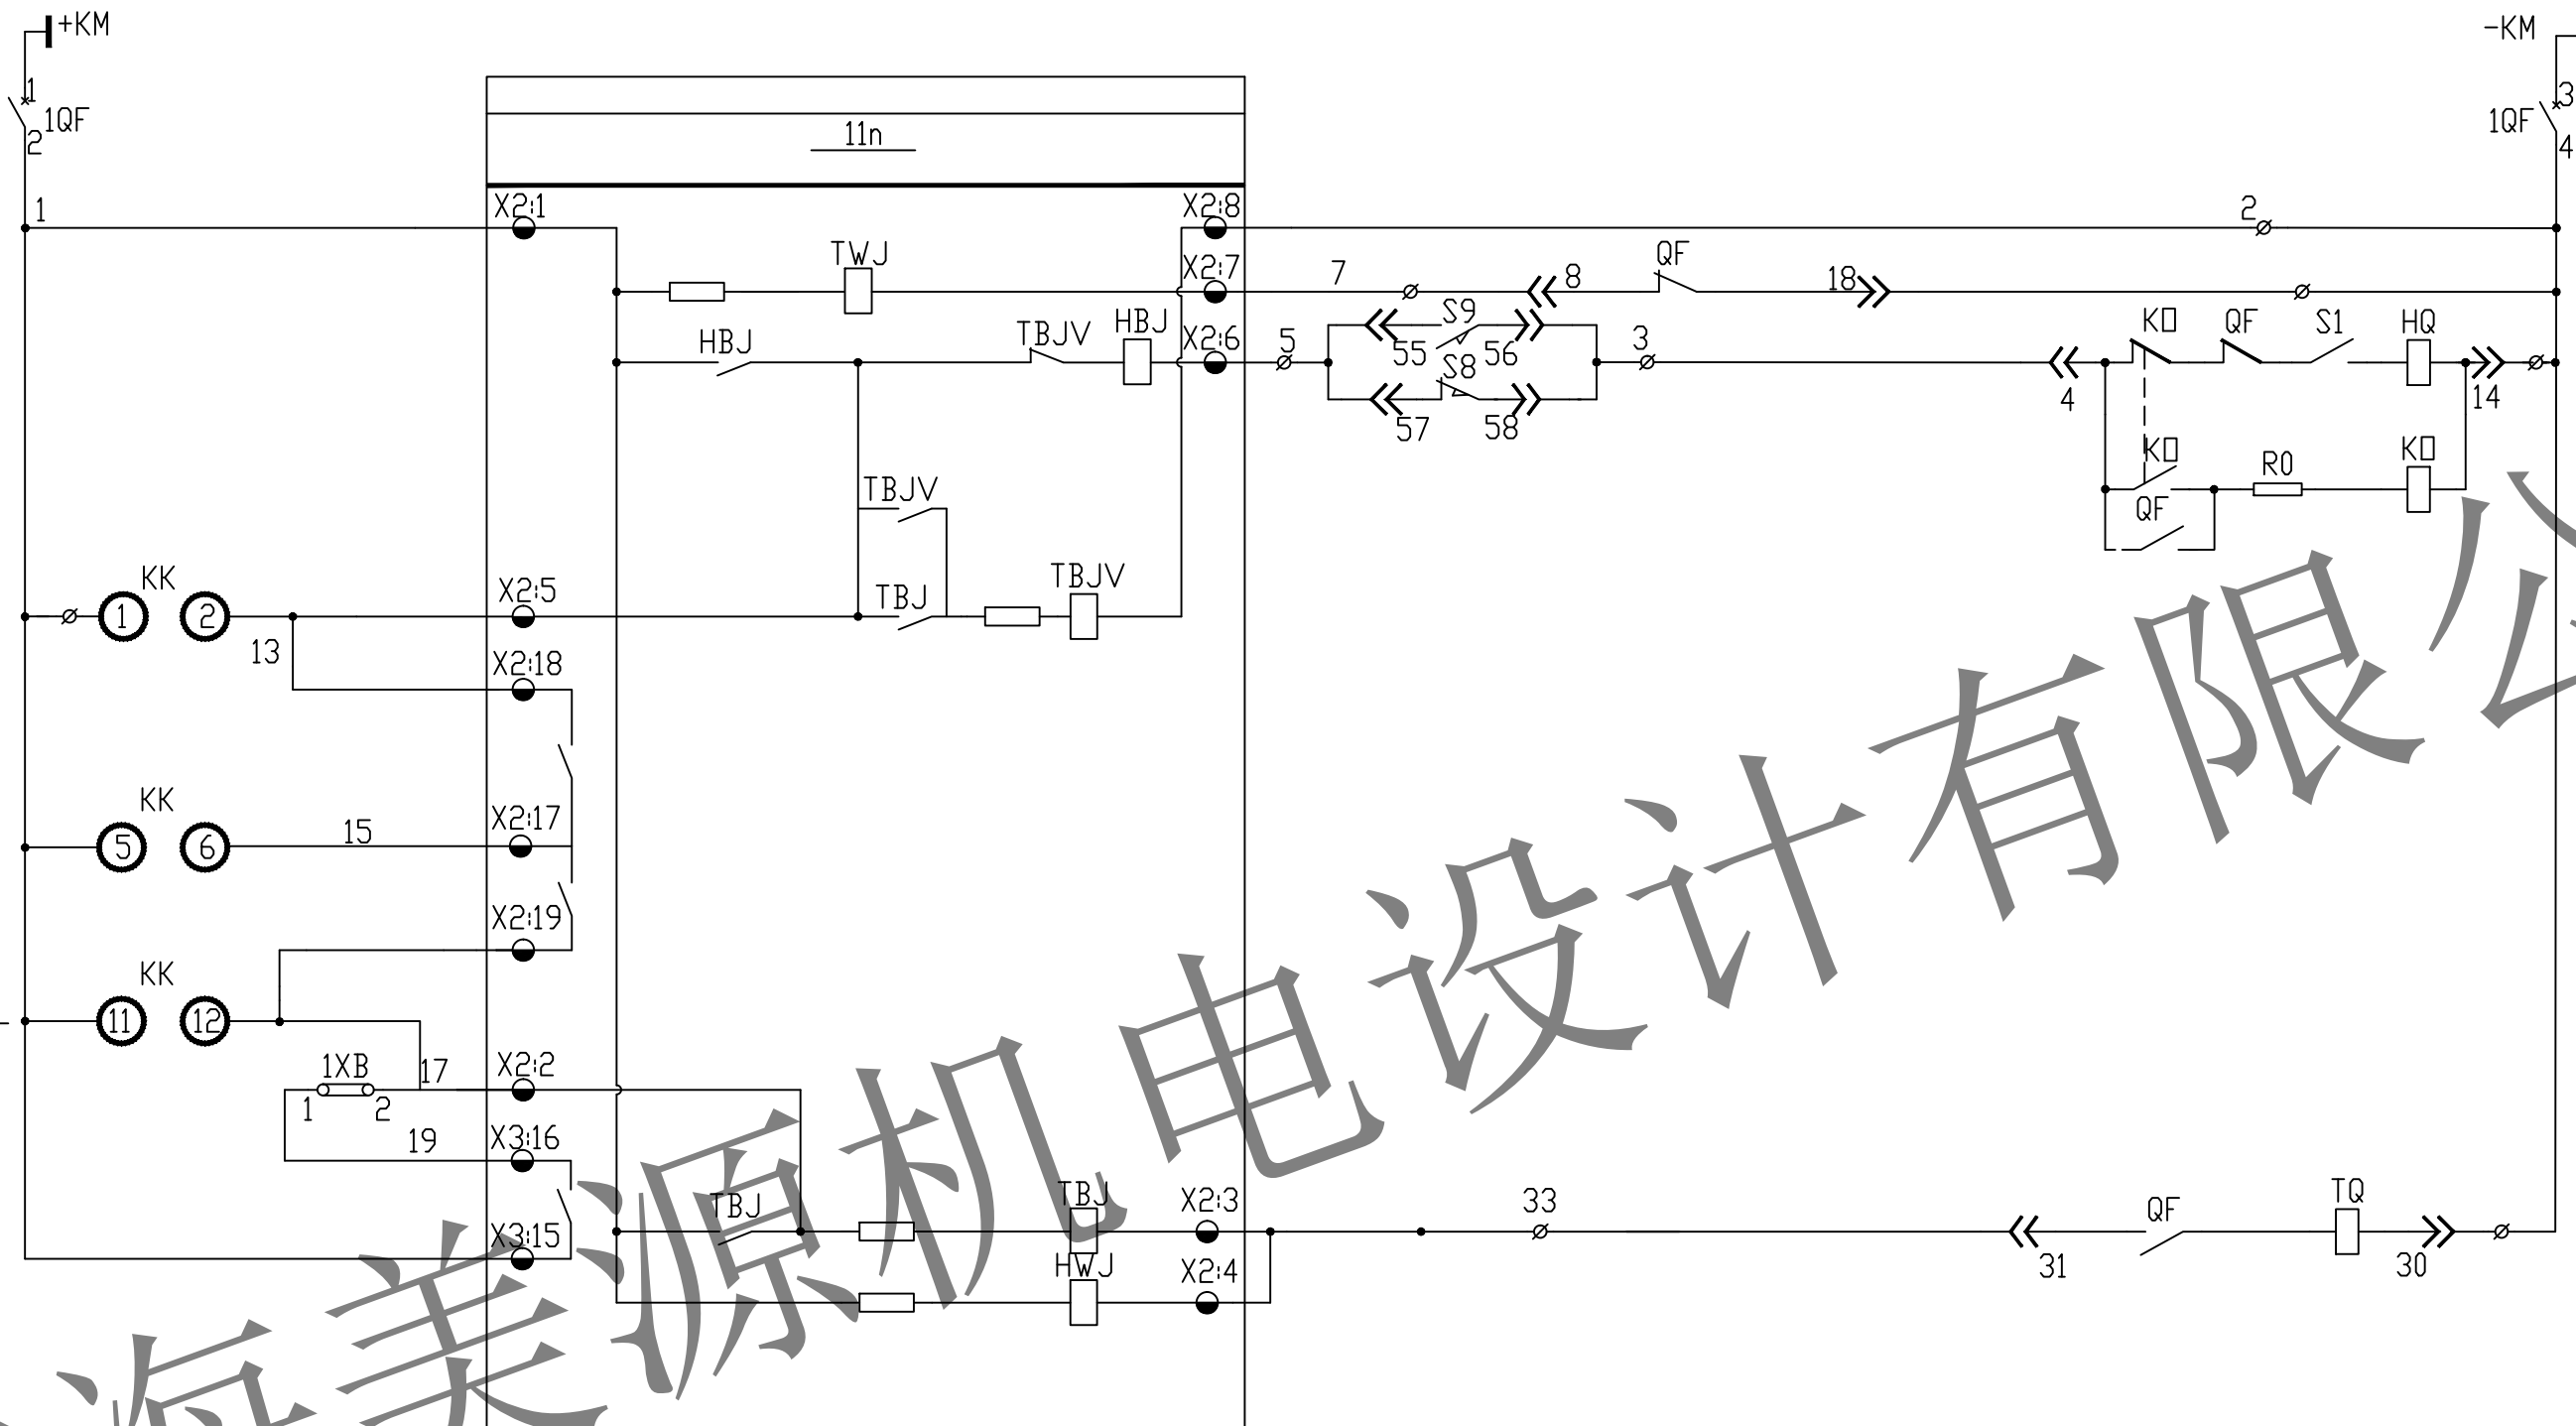 +KM
-KM
1
1QF
2
3
1QF
4
11n
1
X2:1
X2:8
2
TWJ
X2:7
7
8
QF
18
HBJ
TBJV
HBJ
X2:6
5
S9
55
56
S8
57
58
3
4
KO
QF
S1
HQ
14
KO
QF
R0
KO
TBJV
KK
1
2
13
X2:5
TBJ
TBJV
X2:18
KK
5
6
15
X2:17
X2:19
KK
11
12
1XB
1
2
17
X2:2
19
X3:16
X3:15
TBJ
TBJ
X2:3
HWJ
X2:4
33
31
QF
TQ
30
海美源机电设计有限公